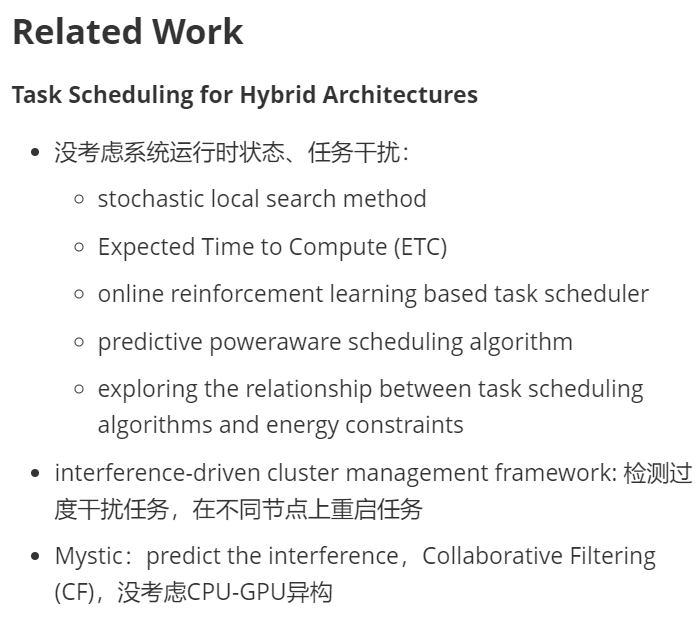 Related Work
Task Scheduling for Hybrid Architectures
没考虑系统运行时状态、任务干扰：
stochastic local search method
Expected Time to Compute (ETC)
online reinforcement learning based task scheduler
predictive poweraware scheduling algorithm
exploring the relationship between task scheduling
algorithms and energy constraints
interference-driven cluster management framework: 检测过
度干扰任务，在不同节点上重启任务
Mystic：predict the interference，Collaborative Filtering
(CF)，没考虑CPU-GPU异构